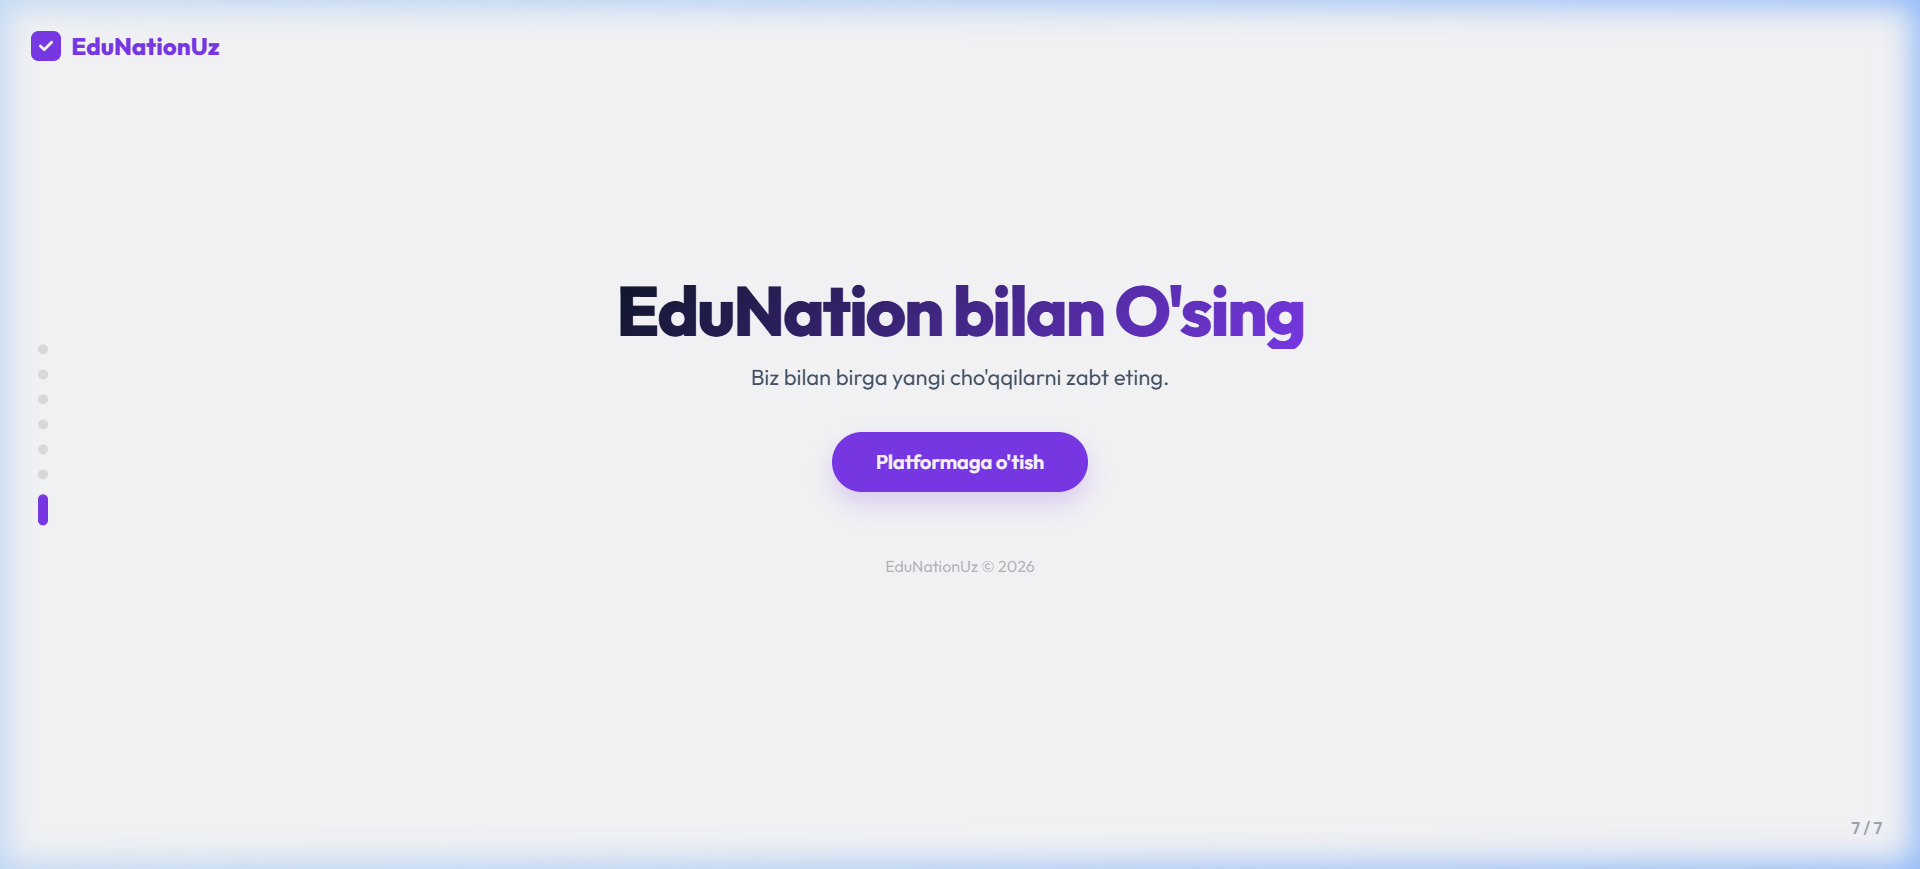 EduNationUz
EduNation bilan O'sing
Biz bilan birga yangi cho'qqilarni zabt eting.
Platformaga o'tish
EduNationUz © 2026
7 / 7